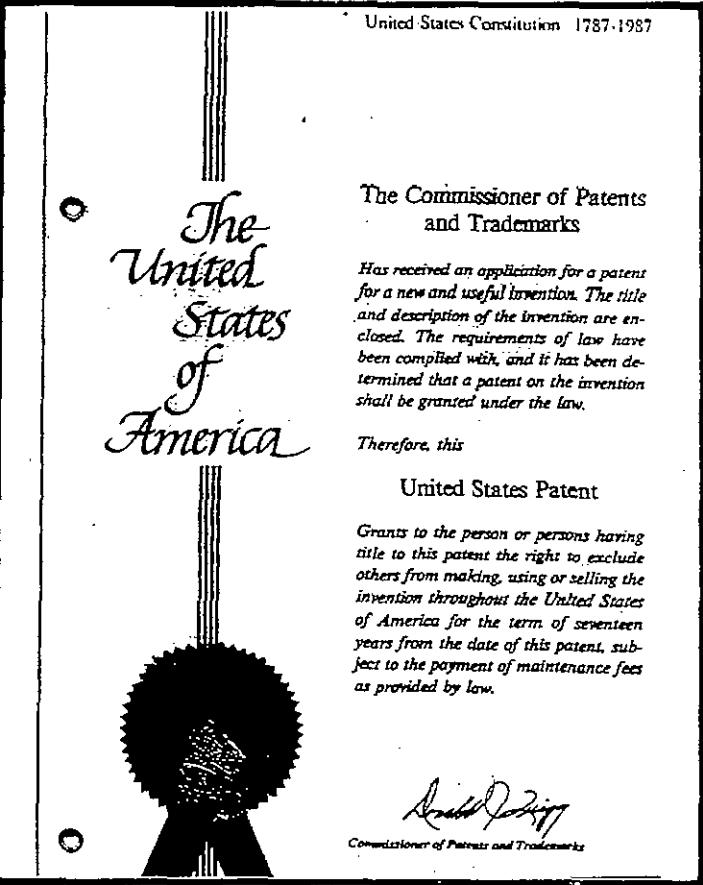 United States Constitution 1787-1987
The
United
States
of
America
The Commissioner of Patents
and Trademarks
Has received an application for a patent
for a new and useful invention. The title
and description of the invention are en-
closed. The requirements of law have
been complied with, and it has been de-
termined that a patent on the invention
shall be granted under the law.
Therefore, this
United States Patent
Grants to the person or persons having
title to this patent the right to exclude
others from making, using or selling the
invention throughout the United States
of America for the term of seventeen
years from the date of this patent, sub-
ject to the payment of maintenance fees
as provided by law.
Commissioner of Patents and Trademarks